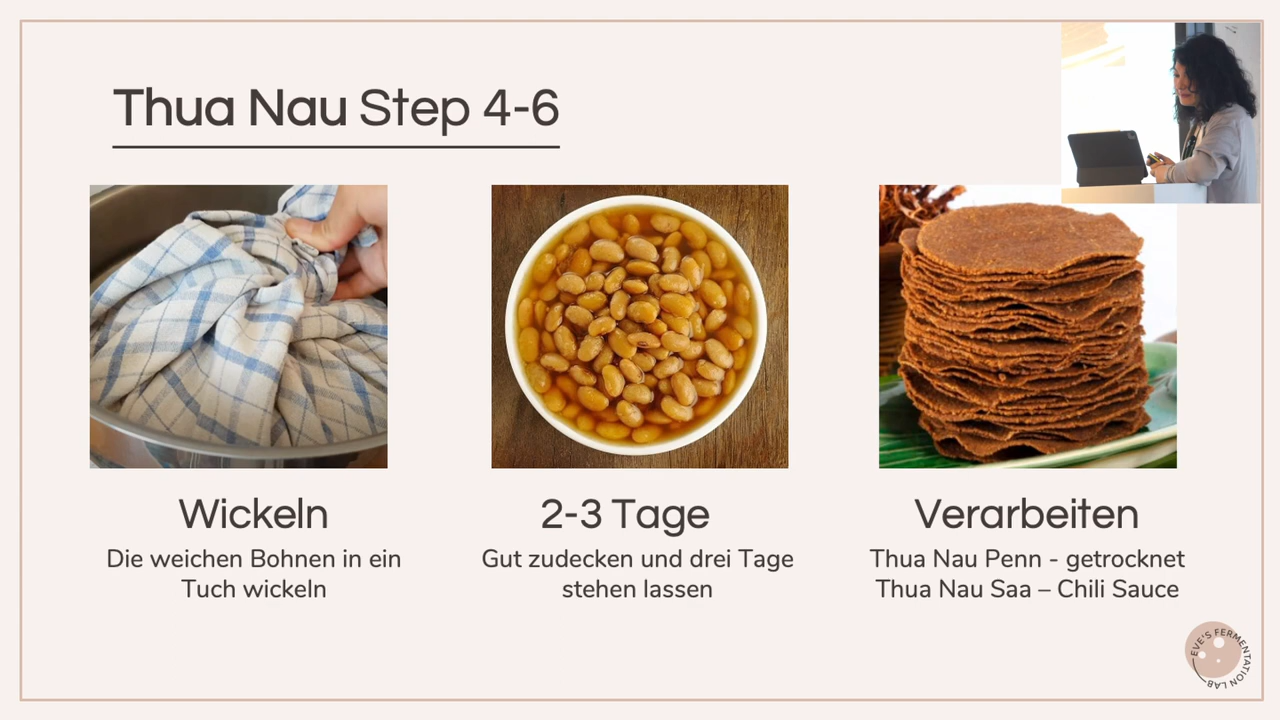 Thua Nau Step 4-6
Wickeln
Die weichen Bohnen in ein
Tuch wickeln
2-3 Tage
Gut zudecken und drei Tage
stehen lassen
Verarbeiten
Thua Nau Penn - getrocknet
Thua Nau Saa – Chili Sauce
EVE'S FERMENTATION LAB